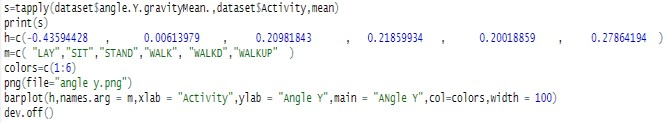 s=tapply(dataset$angle.Y.gravityMean.,dataset$Activity,mean)
print(s)
h=c(-0.43594428 , 0.00613979 , 0.20981843 , 0.21859934 , 0.20018859 , 0.27864194 )
m=c( "LAY","SIT","STAND","WALK", "WALKD","WALKUP" )
colors=c(1:6)
png(file="angle y.png")
barplot(h,names.arg = m,xlab = "Activity",ylab = "Angle Y",main = "ANgle Y",col=colors,width = 100)
dev.off()